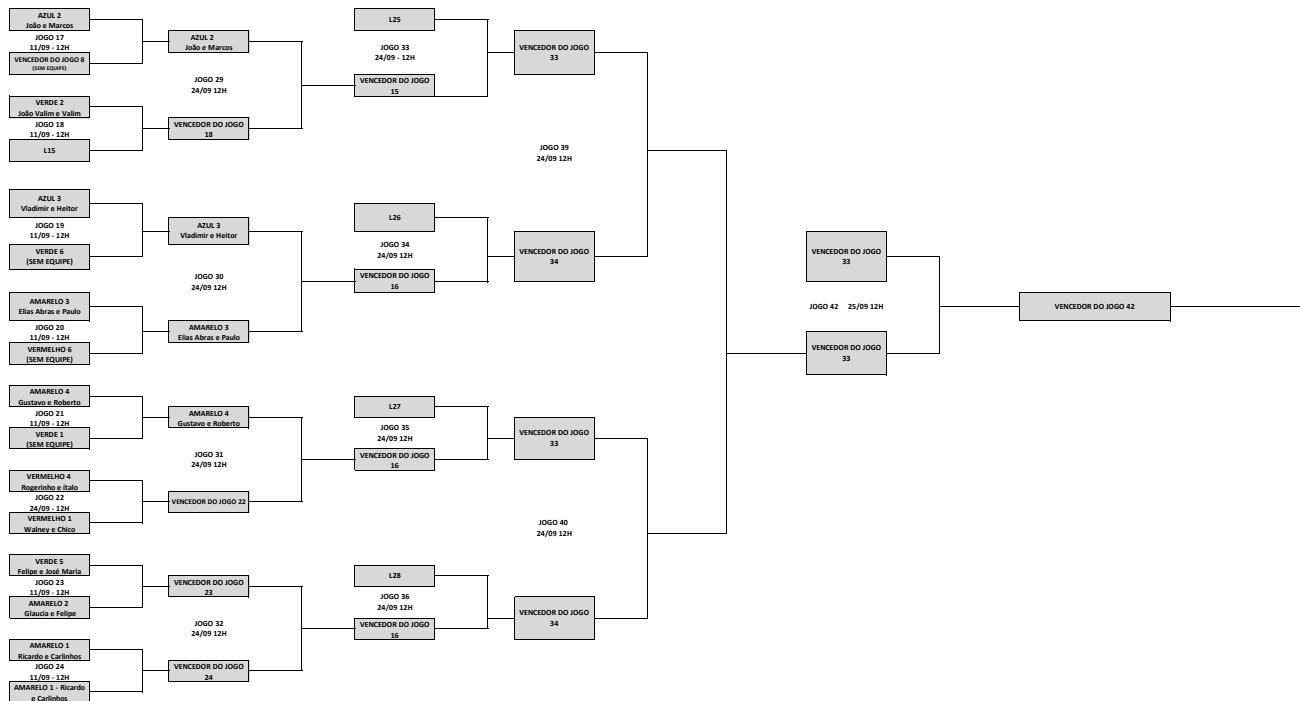 AZUL 2
João e Marcos
JOGO 17
11/09 - 12H
VENCEDOR DO JOGO 8
(SEM EQUIPE)
VERDE 2
João Valim e Valim
JOGO 18
11/09 - 12H
L15
AZUL 3
Vladimir e Heitor
JOGO 19
11/09 - 12H
VERDE 6
(SEM EQUIPE)
AMARELO 3
Elias Abras e Paulo
JOGO 20
11/09 - 12H
VERMELHO 6
(SEM EQUIPE)
AMARELO 4
Gustavo e Roberto
JOGO 21
11/09 - 12H
VERDE 1
(SEM EQUIPE)
VERMELHO 4
Rogerinho e ítalo
JOGO 22
24/09 - 12H
VERMELHO 1
Walney e Chico
VERDE 5
Felipe e José Maria
JOGO 23
11/09 - 12H
AMARELO 2
Glaucia e Felipe
AMARELO 1
Ricardo e Carlinhos
JOGO 24
11/09 - 12H
AMARELO 1 - Ricardo
e Carlinhos
AZUL 2
João e Marcos
JOGO 29
24/09 12H
VENCEDOR DO JOGO
18
AZUL 3
Vladimir e Heitor
JOGO 30
24/09 12H
AMARELO 3
Elias Abras e Paulo
AMARELO 4
Gustavo e Roberto
JOGO 31
24/09 12H
VENCEDOR DO JOGO 22
VENCEDOR DO JOGO
23
JOGO 32
24/09 12H
VENCEDOR DO JOGO
24
L25
JOGO 33
24/09 - 12H
VENCEDOR DO JOGO
15
L26
JOGO 34
24/09 12H
VENCEDOR DO JOGO
16
L27
JOGO 35
24/09 12H
VENCEDOR DO JOGO
16
L28
JOGO 36
24/09 12H
VENCEDOR DO JOGO
16
VENCEDOR DO JOGO
33
JOGO 39
24/09 12H
VENCEDOR DO JOGO
34
VENCEDOR DO JOGO
33
JOGO 40
24/09 12H
VENCEDOR DO JOGO
34
VENCEDOR DO JOGO
33
JOGO 42 25/09 12H
VENCEDOR DO JOGO
33
VENCEDOR DO JOGO 42